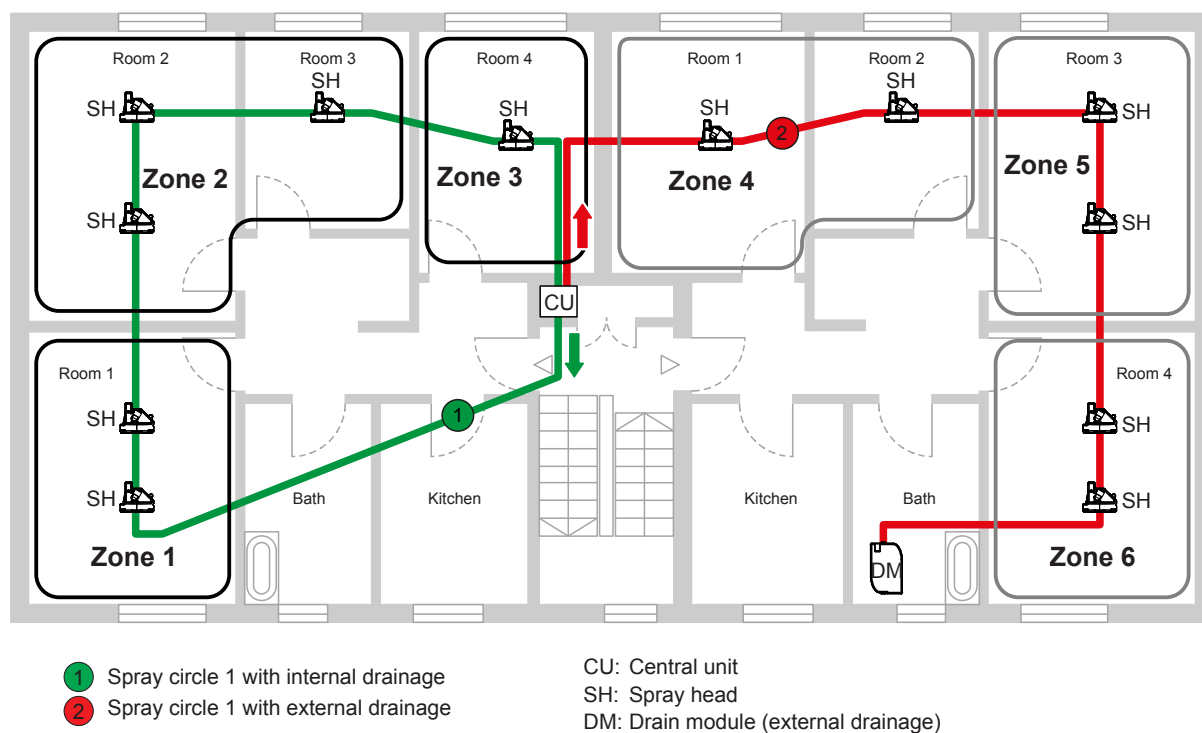 Room 2
Room 3
Room 4
Room 1
Room 2
Room 3
SH
SH
SH
SH
SH
SH
SH
2
Zone 2
Zone 3
Zone 4
Zone 5
SH
SH
CU
Room 1
Room 4
SH
SH
1
SH
SH
Bath
Kitchen
Kitchen
Bath
Zone 1
Zone 6
DM
1 Spray circle 1 with internal drainage
2 Spray circle 1 with external drainage
CU: Central unit
SH: Spray head
DM: Drain module (external drainage)